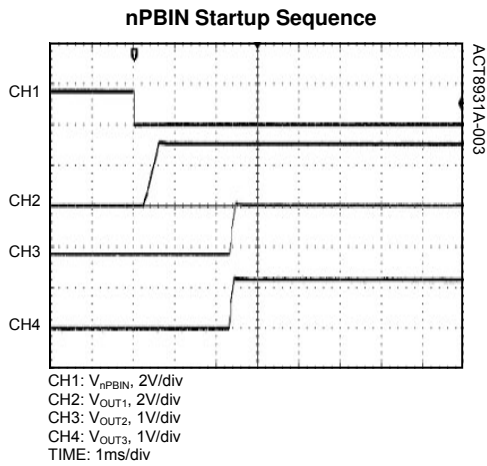 nPBIN Startup Sequence
ACT8931A-003
CH1
CH2
CH3
CH4
CH1: VnPBIN, 2V/div
CH2: VOUT1, 2V/div
CH3: VOUT2, 1V/div
CH4: VOUT3, 1V/div
TIME: 1ms/div